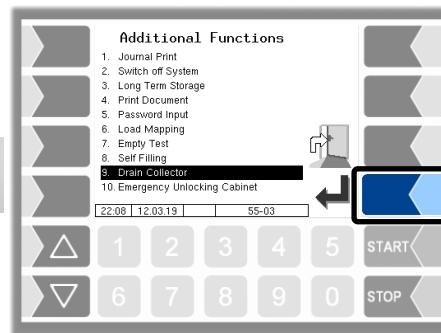 Additional Functions
1. Journal Print
2. Switch off System
3. Long Term Storage
4. Print Document
5. Password Input
6. Load Mapping
7. Empty Test
8. Self Filling
9. Drain Collector
10. Emergency Unlocking Cabinet
22:08 12.03.19 55-03
1 2 3 4 5 START
6 7 8 9 0 STOP